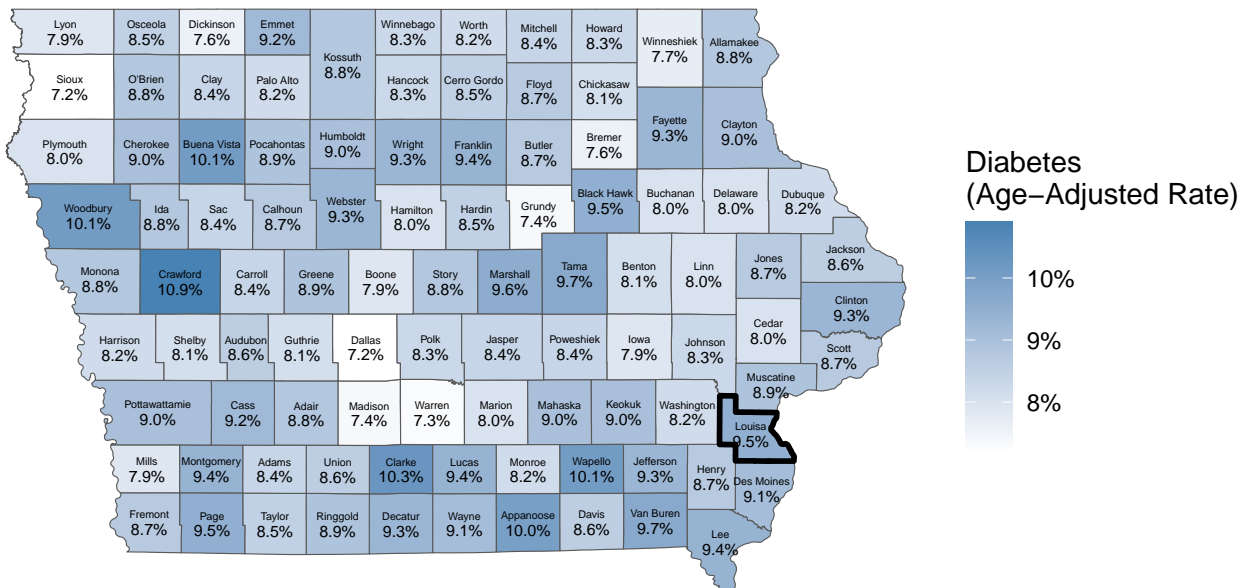 Lyon
7.9%
Osceola
8.5%
Dickinson
7.6%
Emmet
9.2%
Kossuth
8.8%
Winnebago
8.3%
Worth
8.2%
Mitchell
8.4%
Howard
8.3%
Winneshiek
7.7%
Allamakee
8.8%
Sioux
7.2%
O'Brien
8.8%
Clay
8.4%
Palo Alto
8.2%
Hancock
8.3%
Cerro Gordo
8.5%
Floyd
8.7%
Chickasaw
8.1%
Plymouth
8.0%
Cherokee
9.0%
Buena Vista
10.1%
Pocahontas
8.9%
Humboldt
9.0%
Wright
9.3%
Franklin
9.4%
Butler
8.7%
Bremer
7.6%
Fayette
9.3%
Clayton
9.0%
Woodbury
10.1%
Ida
8.8%
Sac
8.4%
Calhoun
8.7%
Webster
9.3%
Hamilton
8.0%
Hardin
8.5%
Grundy
7.4%
Black Hawk
9.5%
Buchanan
8.0%
Delaware
8.0%
Dubuque
8.2%
Monona
8.8%
Crawford
10.9%
Carroll
8.4%
Greene
8.9%
Boone
7.9%
Story
8.8%
Marshall
9.6%
Tama
9.7%
Benton
8.1%
Linn
8.0%
Jones
8.7%
Jackson
8.6%
Clinton
9.3%
Harrison
8.2%
Shelby
8.1%
Audubon
8.6%
Guthrie
8.1%
Dallas
7.2%
Polk
8.3%
Jasper
8.4%
Poweshiek
8.4%
Iowa
7.9%
Johnson
8.3%
Cedar
8.0%
Scott
8.7%
Muscatine
8.9%
Pottawattamie
9.0%
Cass
9.2%
Adair
8.8%
Madison
7.4%
Warren
7.3%
Marion
8.0%
Mahaska
9.0%
Keokuk
9.0%
Washington
8.2%
Louisa
9.5%
Mills
7.9%
Montgomery
9.4%
Adams
8.4%
Union
8.6%
Clarke
10.3%
Lucas
9.4%
Monroe
8.2%
Wapello
10.1%
Jefferson
9.3%
Henry
8.7%
Des Moines
9.1%
Fremont
8.7%
Page
9.5%
Taylor
8.5%
Ringgold
8.9%
Decatur
9.3%
Wayne
9.1%
Appanoose
10.0%
Davis
8.6%
Van Buren
9.7%
Lee
9.4%
Diabetes
(Age−Adjusted Rate)
10%
9%
8%